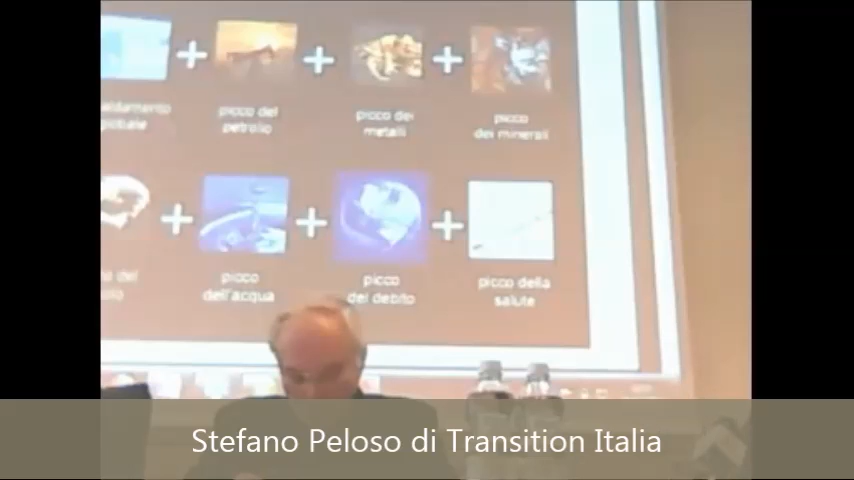 + + +
globale
picco del
petrolio
picco dei
metalli
picco
dei minerali
+ + +
picco
dell'acqua
picco
del debito
picco della
salute
Stefano Peloso di Transition Italia